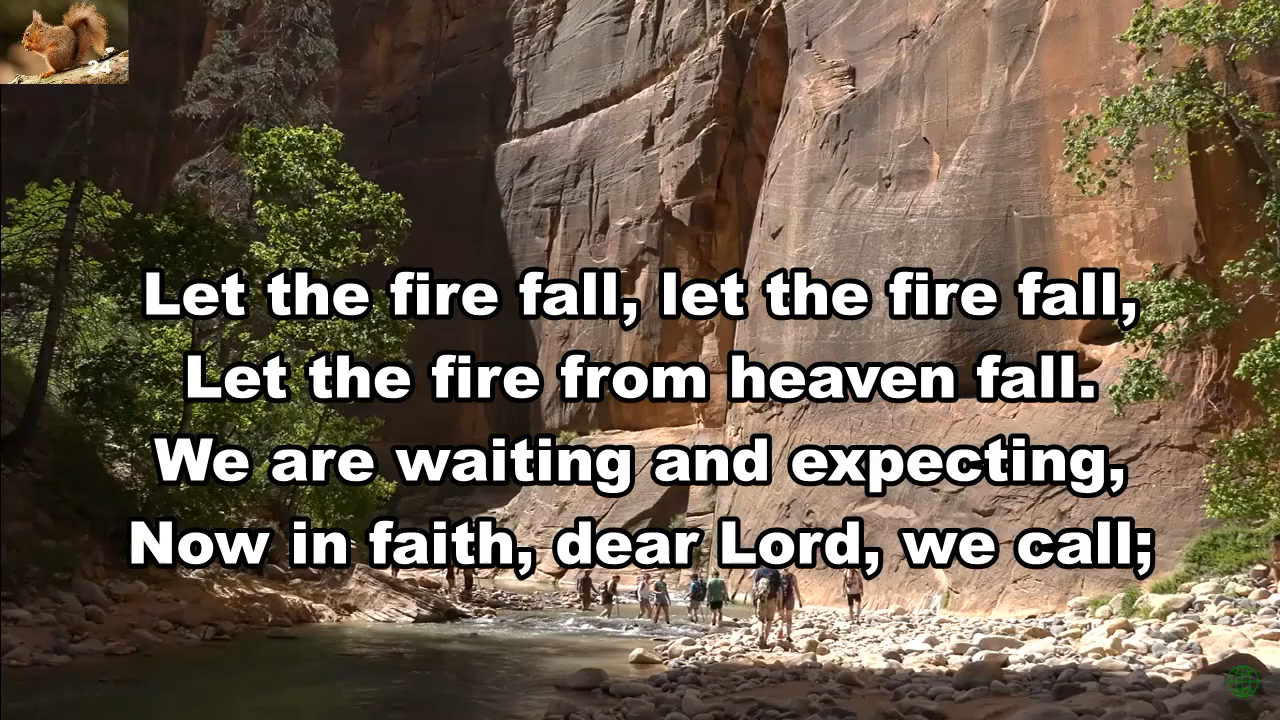 24
Let the fire fall, let the fire fall,
Let the fire from heaven fall.
We are waiting and expecting,
Now in faith, dear Lord, we call;